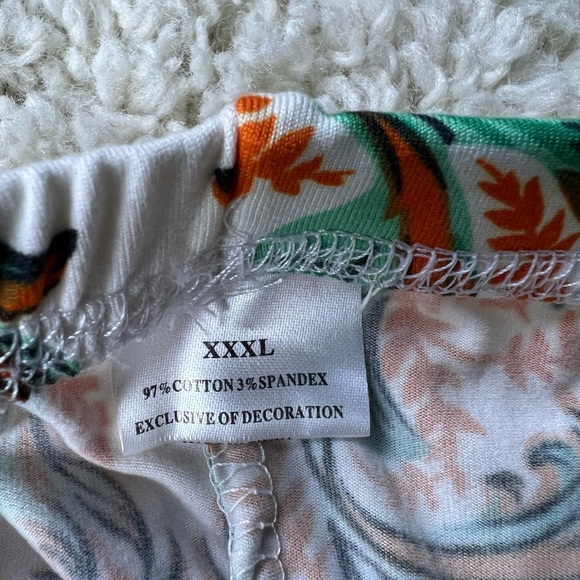 XXXL
97%COTTON 3%SPANDEX
EXCLUSIVE OF DECORATION